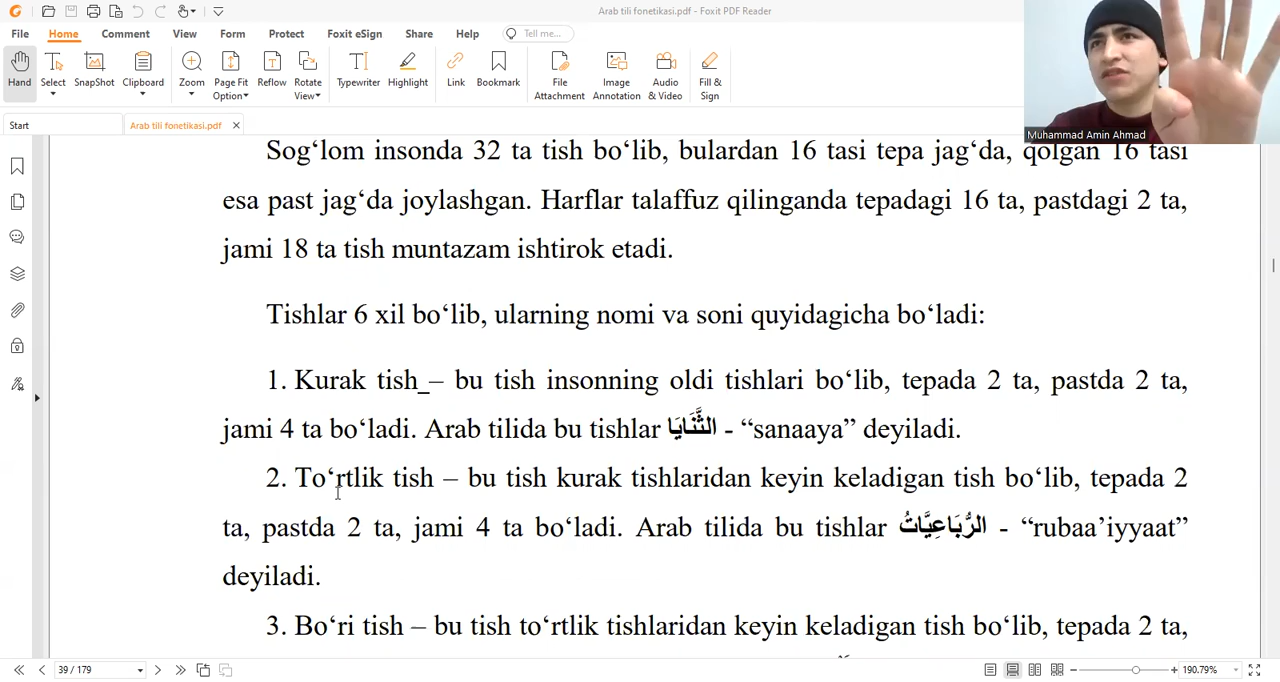 Arab tili fonetikasi.pdf - Foxit PDF Reader
File Home Comment View Form Protect Foxit eSign Share Help Tell me...
Hand Select SnapShot Clipboard Zoom Page Fit Option Reflow Rotate View Typewriter Highlight Link Bookmark File Attachment Image Annotation Audio & Video Fill & Sign
Muhammad Amin Ahmad
Start Arab tili fonetikasi.pdf
Sog‘lom insonda 32 ta tish bo‘lib, bulardan 16 tasi tepa jag‘da, qolgan 16 tasi
esa past jag‘da joylashgan. Harflar talaffuz qilinganda tepadagi 16 ta, pastdagi 2 ta,
jami 18 ta tish muntazam ishtirok etadi.
Tishlar 6 xil bo‘lib, ularning nomi va soni quyidagicha bo‘ladi:
1. Kurak tish – bu tish insonning oldi tishlari bo‘lib, tepada 2 ta, pastda 2 ta,
jami 4 ta bo‘ladi. Arab tilida bu tishlar الثَّنَايَا - “sanaaya” deyiladi.
2. To‘rtlik tish – bu tish kurak tishlaridan keyin keladigan tish bo‘lib, tepada 2
ta, pastda 2 ta, jami 4 ta bo‘ladi. Arab tilida bu tishlar الرُّبَاعِيَّاتُ - “rubaa’iyyaat”
deyiladi.
3. Bo‘ri tish – bu tish to‘rtlik tishlaridan keyin keladigan tish bo‘lib, tepada 2 ta,
39 / 179 190.79%